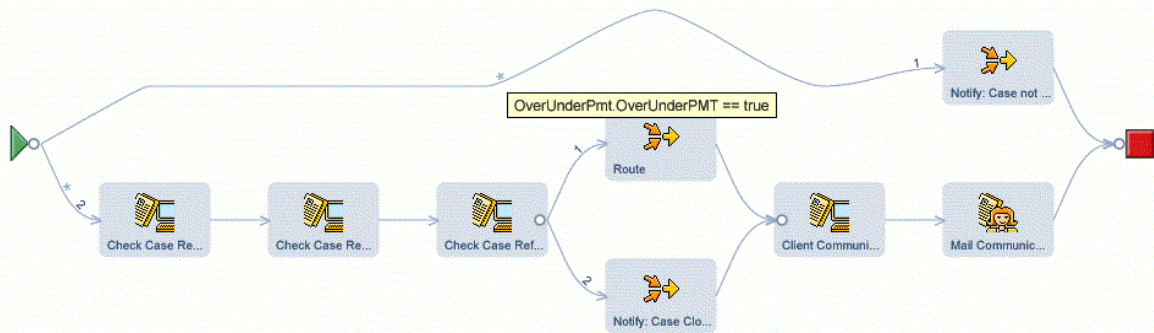 *
1
Notify: Case not ...
OverUnderPmt.OverUnderPMT == true
1
Route
*
2
Check Case Re...
Check Case Re...
Check Case Ref...
Client Communi...
Mail Communic...
2
Notify: Case Clo...